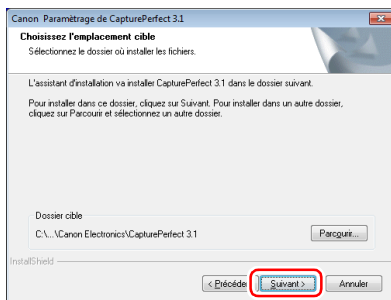 Canon Paramètrage de CapturePerfect 3.1
Choisissez l'emplacement cible
Sélectionnez le dossier où installer les fichiers.
L'assistant d'installation va installer CapturePerfect 3.1 dans le dossier suivant.
Pour installer dans ce dossier, cliquez sur Suivant. Pour installer dans un autre dossier,
cliquez sur Parcourir et sélectionnez un autre dossier.
Dossier cible
C:\...\Canon Electronics\CapturePerfect 3.1
Parcourir...
InstallShield
< Précéde
Suivant >
Annuler